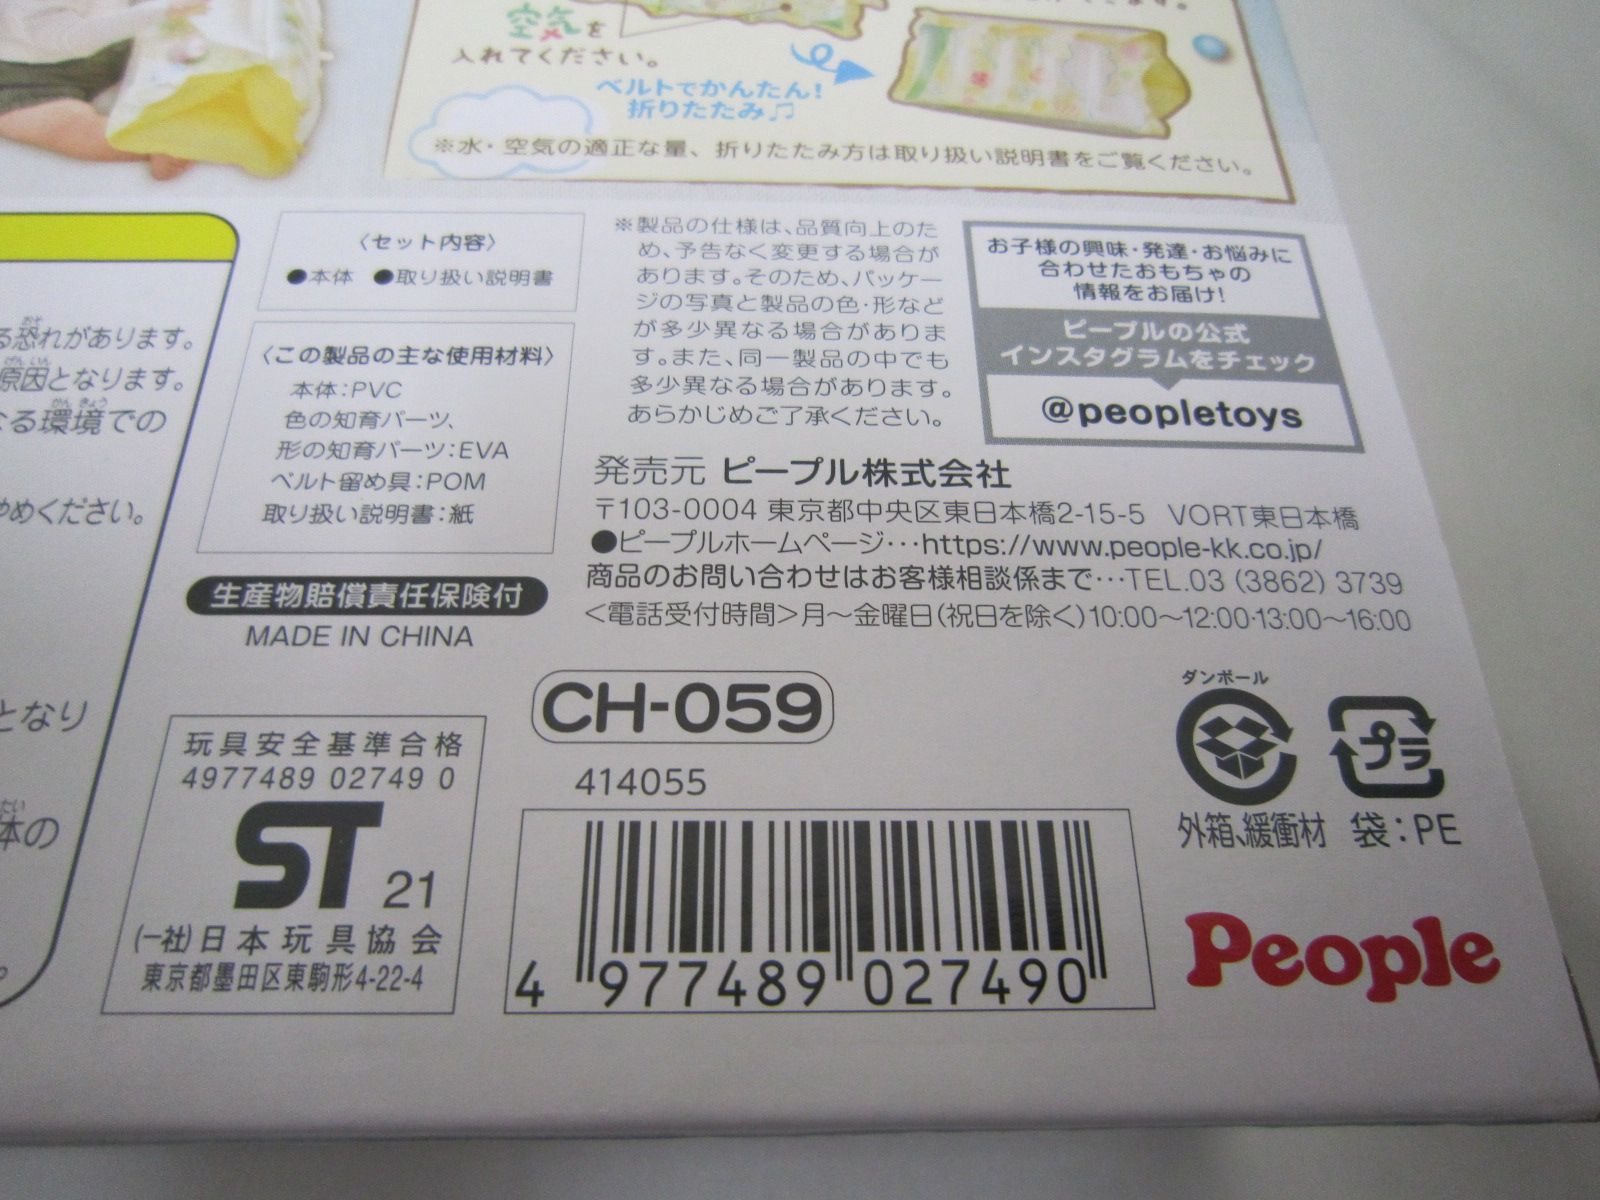 空気を
入れてください。
ベルトでかんたん!
折りたたみ♫
※水・空気の適正な量、折りたたみ方は取り扱い説明書をご覧ください。
る恐れがあります。
原因となります。
なる環境での
やめください。
となり
体の
〈セット内容〉
●本体 ●取り扱い説明書
〈この製品の主な使用材料〉
本体:PVC
色の知育パーツ、
形の知育パーツ:EVA
ベルト留め具:POM
取り扱い説明書:紙
生産物賠償責任保険付
MADE IN CHINA
※製品の仕様は、品質向上のた
め、予告なく変更する場合が
あります。そのため、パッケー
ジの写真と製品の色・形など
が多少異なる場合がありま
す。また、同一製品の中でも
多少異なる場合があります。
あらかじめご了承ください。
お子様の興味・発達・お悩みに
合わせたおもちゃの
情報をお届け!
ピープルの公式
インスタグラムをチェック
@peopletoys
発売元 ピープル株式会社
〒103-0004 東京都中央区東日本橋2-15-5 VORT東日本橋
●ピープルホームページ…https://www.people-kk.co.jp/
商品のお問い合わせはお客様相談係まで…TEL.03 (3862) 3739
<電話受付時間>月～金曜日(祝日を除く)10:00～12:00・13:00～16:00
玩具安全基準合格
4977489 02749 0
ST 21
(一社)日本玩具協会
東京都墨田区東駒形4-22-4
CH-059
414055
4 977489 027490
ダンボール
プラ
外箱、緩衝材 袋:PE
People